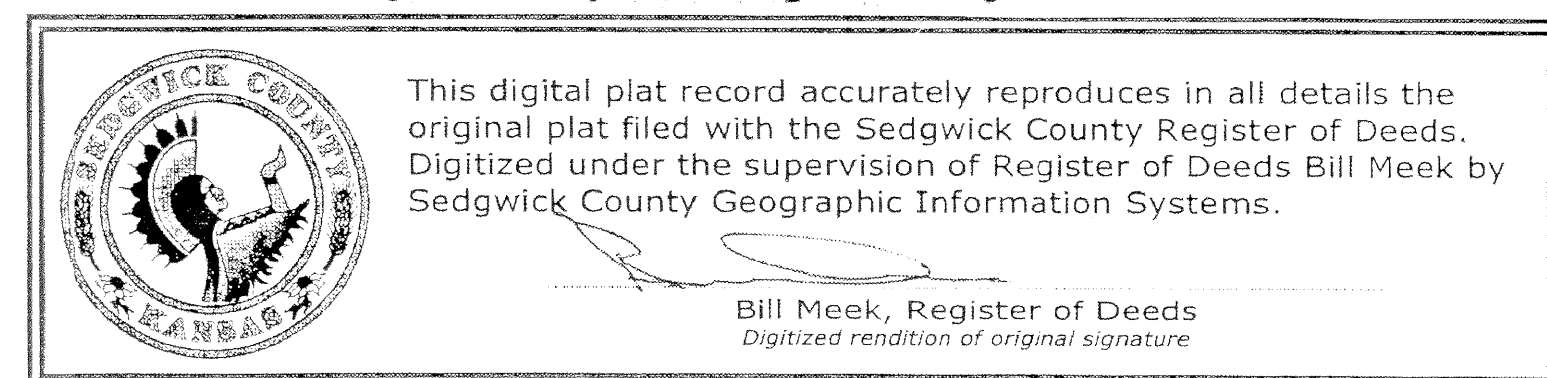 SEDGWICK COUNTY
KANSAS
This digital plat record accurately reproduces in all details the
original plat filed with the Sedgwick County Register of Deeds.
Digitized under the supervision of Register of Deeds Bill Meek by
Sedgwick County Geographic Information Systems.
Bill Meek, Register of Deeds
Digitized rendition of original signature